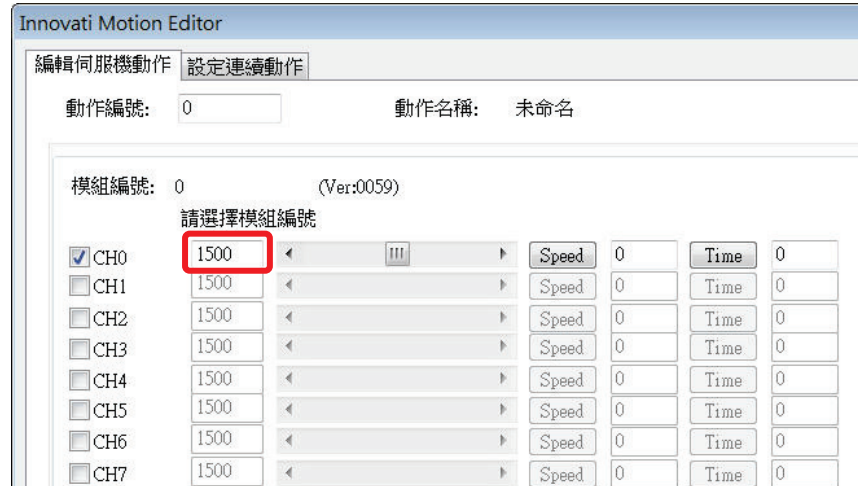 Innovati Motion Editor
編輯伺服機動作 設定連續動作
動作編號: 0 動作名稱: 未命名
模組編號: 0 (Ver:0059)
請選擇模組編號
CH0 1500 Speed 0 Time 0
CH1 1500 Speed 0 Time 0
CH2 1500 Speed 0 Time 0
CH3 1500 Speed 0 Time 0
CH4 1500 Speed 0 Time 0
CH5 1500 Speed 0 Time 0
CH6 1500 Speed 0 Time 0
CH7 1500 Speed 0 Time 0